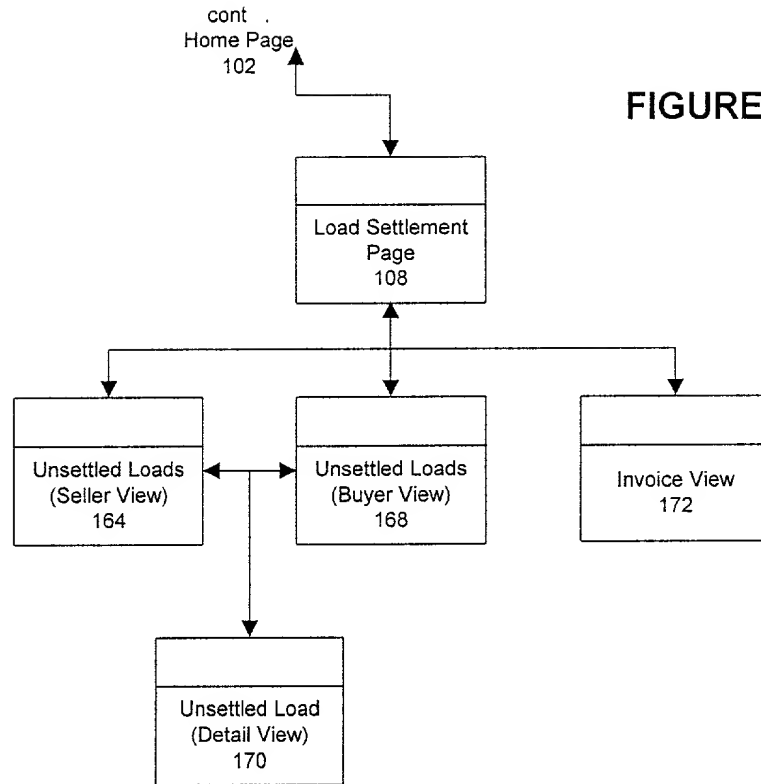 cont .
Home Page
102
FIGURE
Load Settlement
Page
108
Unsettled Loads
(Seller View)
164
Unsettled Loads
(Buyer View)
168
Invoice View
172
Unsettled Load
(Detail View)
170